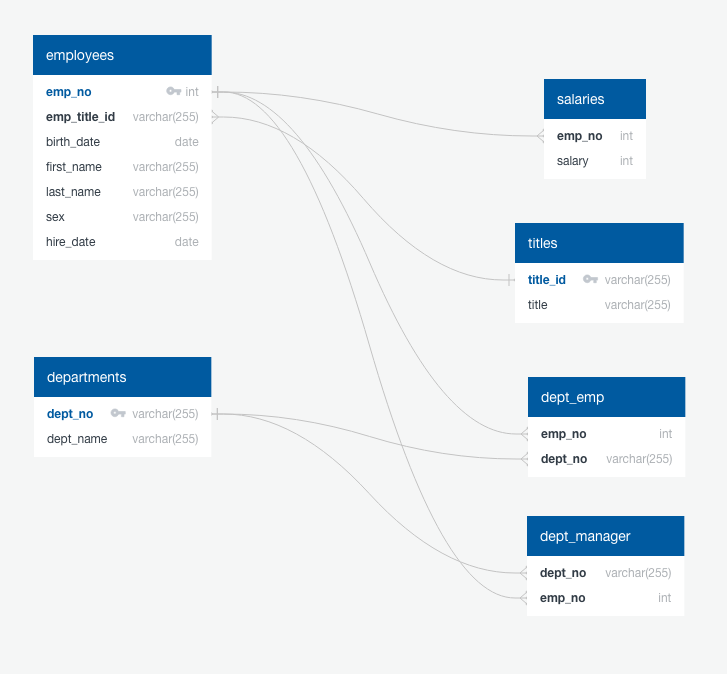 employees
emp_no int
emp_title_id varchar(255)
birth_date date
first_name varchar(255)
last_name varchar(255)
sex varchar(255)
hire_date date
salaries
emp_no int
salary int
titles
title_id varchar(255)
title varchar(255)
departments
dept_no varchar(255)
dept_name varchar(255)
dept_emp
emp_no int
dept_no varchar(255)
dept_manager
dept_no varchar(255)
emp_no int